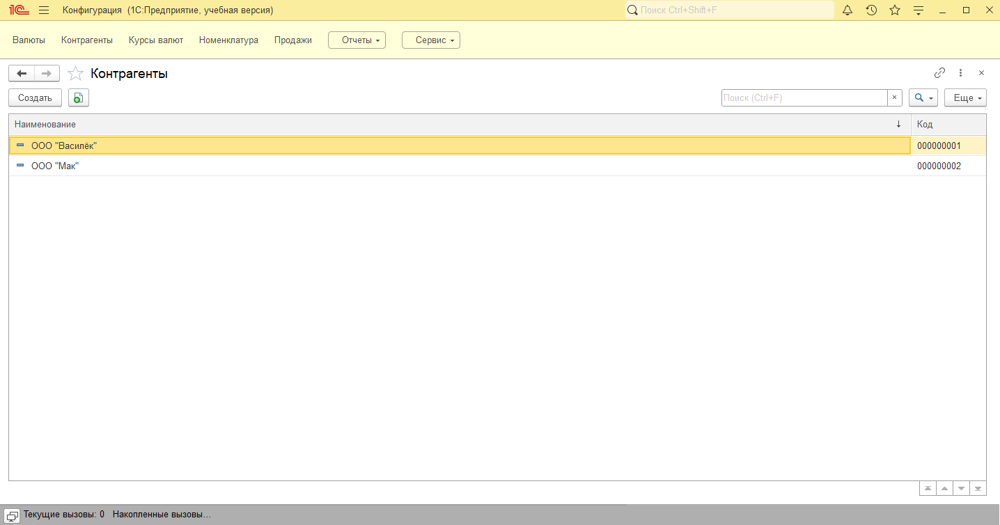 1С Конфигурация (1С:Предприятие, учебная версия) Поиск Ctrl+Shift+F
Валюты Контрагенты Курсы валют Номенклатура Продажи Отчеты Сервис
Контрагенты
Создать Поиск (Ctrl+F) × Еще
Наименование ↓ Код
ООО "Василёк" 000000001
ООО "Мак" 000000002
Текущие вызовы: 0 Накопленные вызовы...